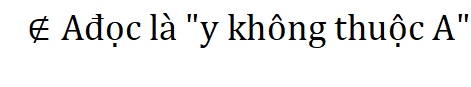 ∉ Ađọc là "y không thuộc A"